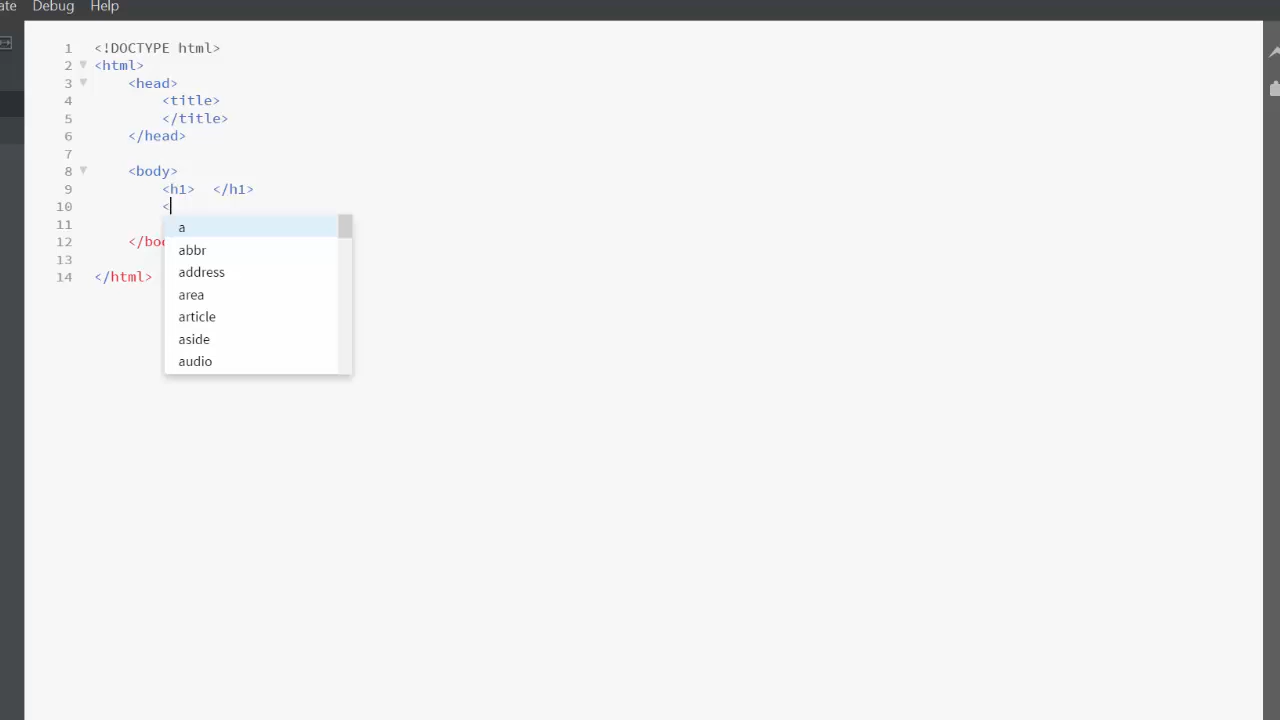 ate Debug Help
1 <!DOCTYPE html>
2 <html>
3 <head>
4 <title>
5 </title>
6 </head>
7
8 <body>
9 <h1> </h1>
10 <
11
12 </bod
13
14 </html>
a
abbr
address
area
article
aside
audio